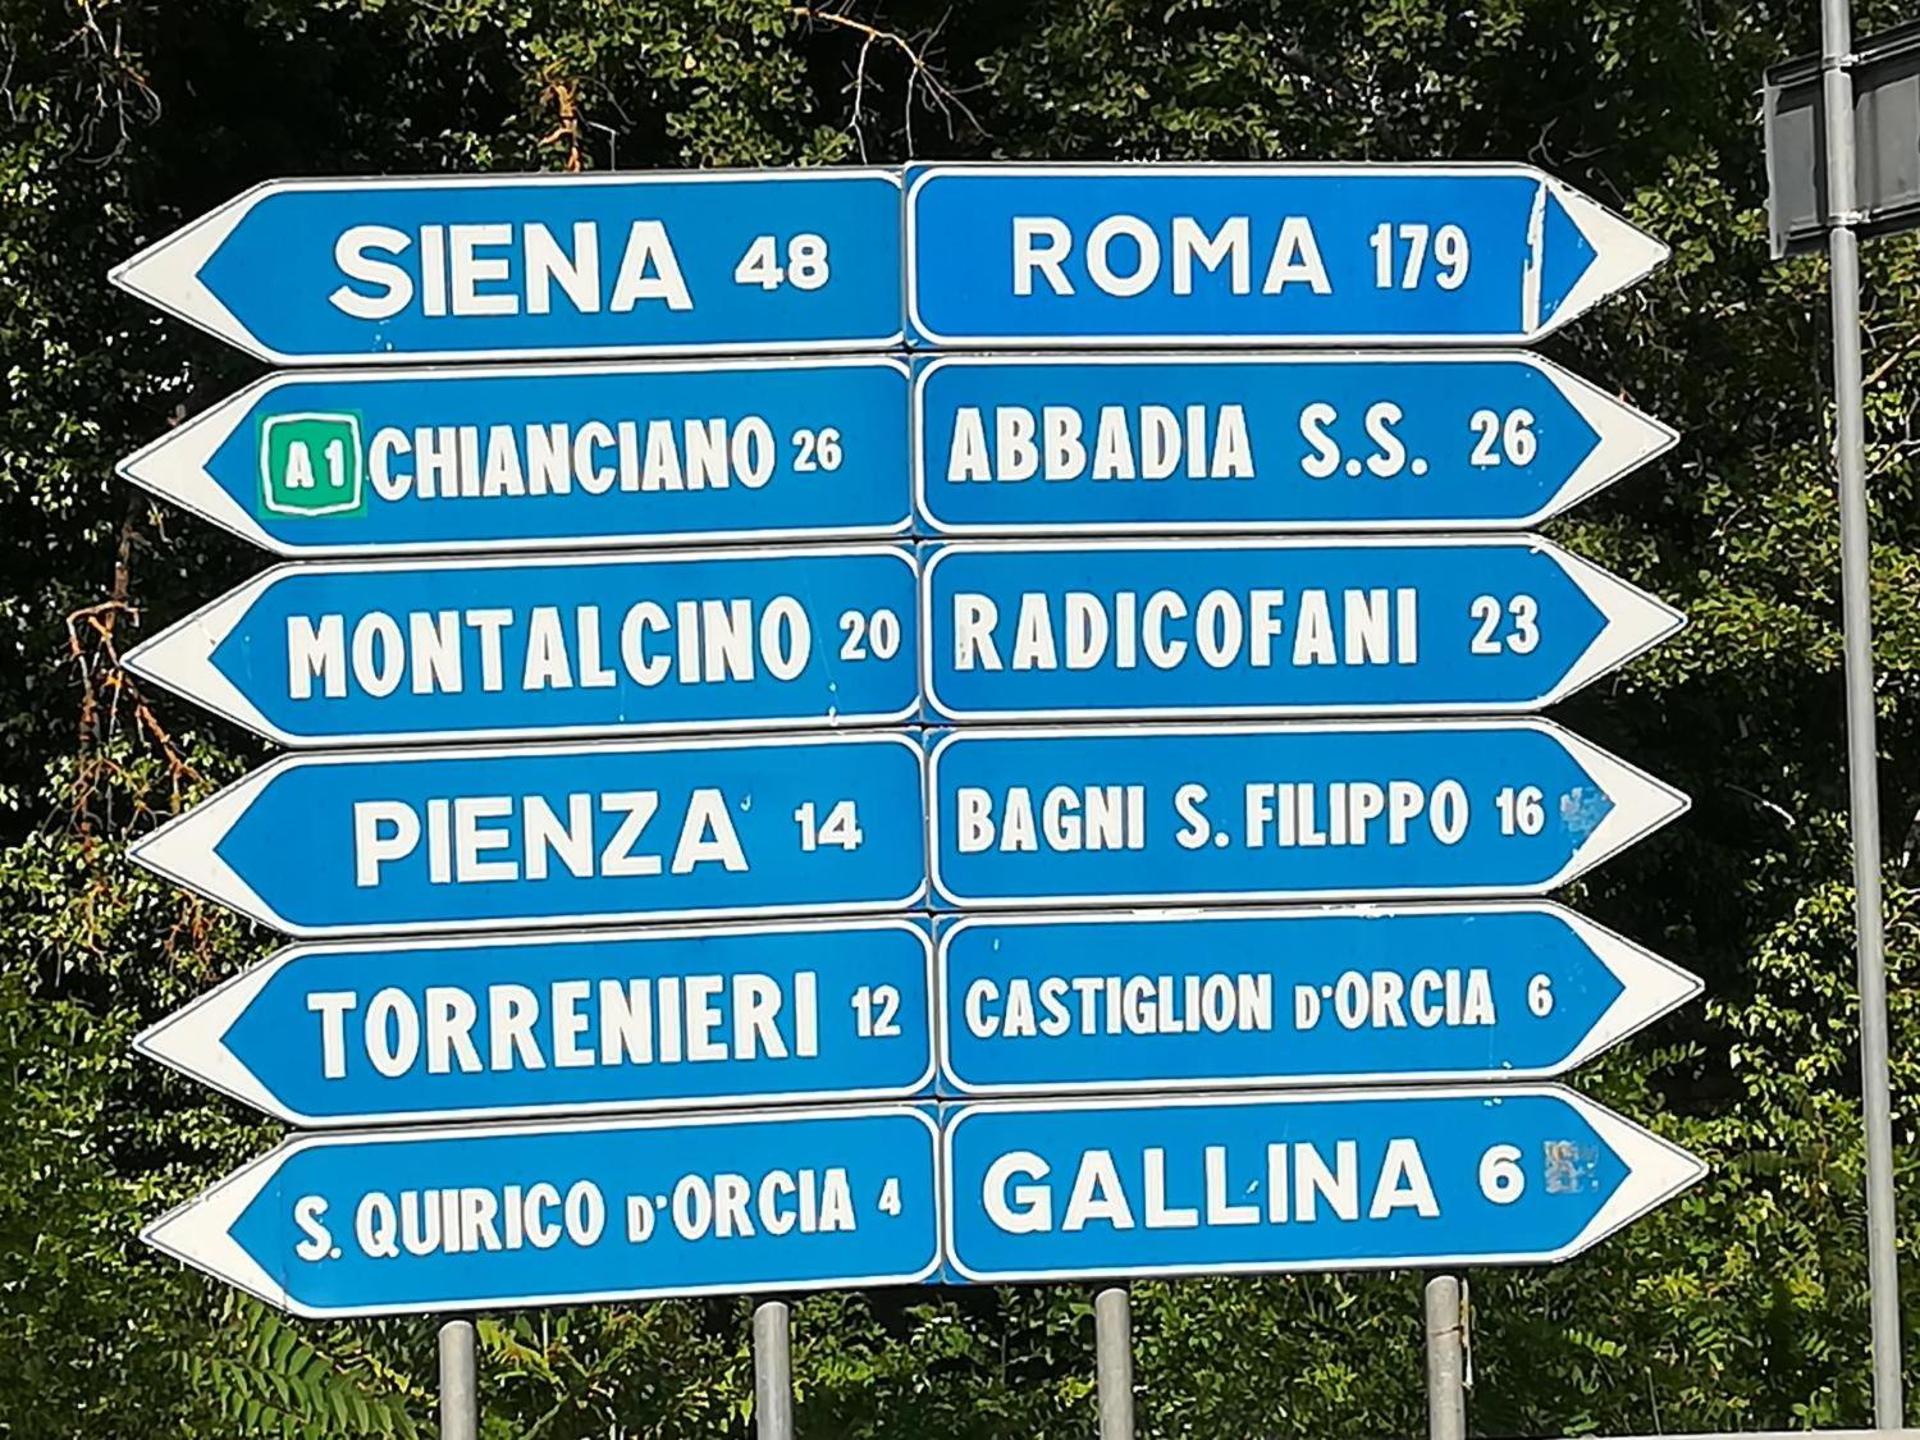 SIENA 48
ROMA 179
A1 CHIANCIANO 26
ABBADIA S.S. 26
MONTALCINO 20
RADICOFANI 23
PIENZA 14
BAGNI S. FILIPPO 16
TORRENIERI 12
CASTIGLION D'ORCIA 6
S. QUIRICO D'ORCIA 4
GALLINA 6